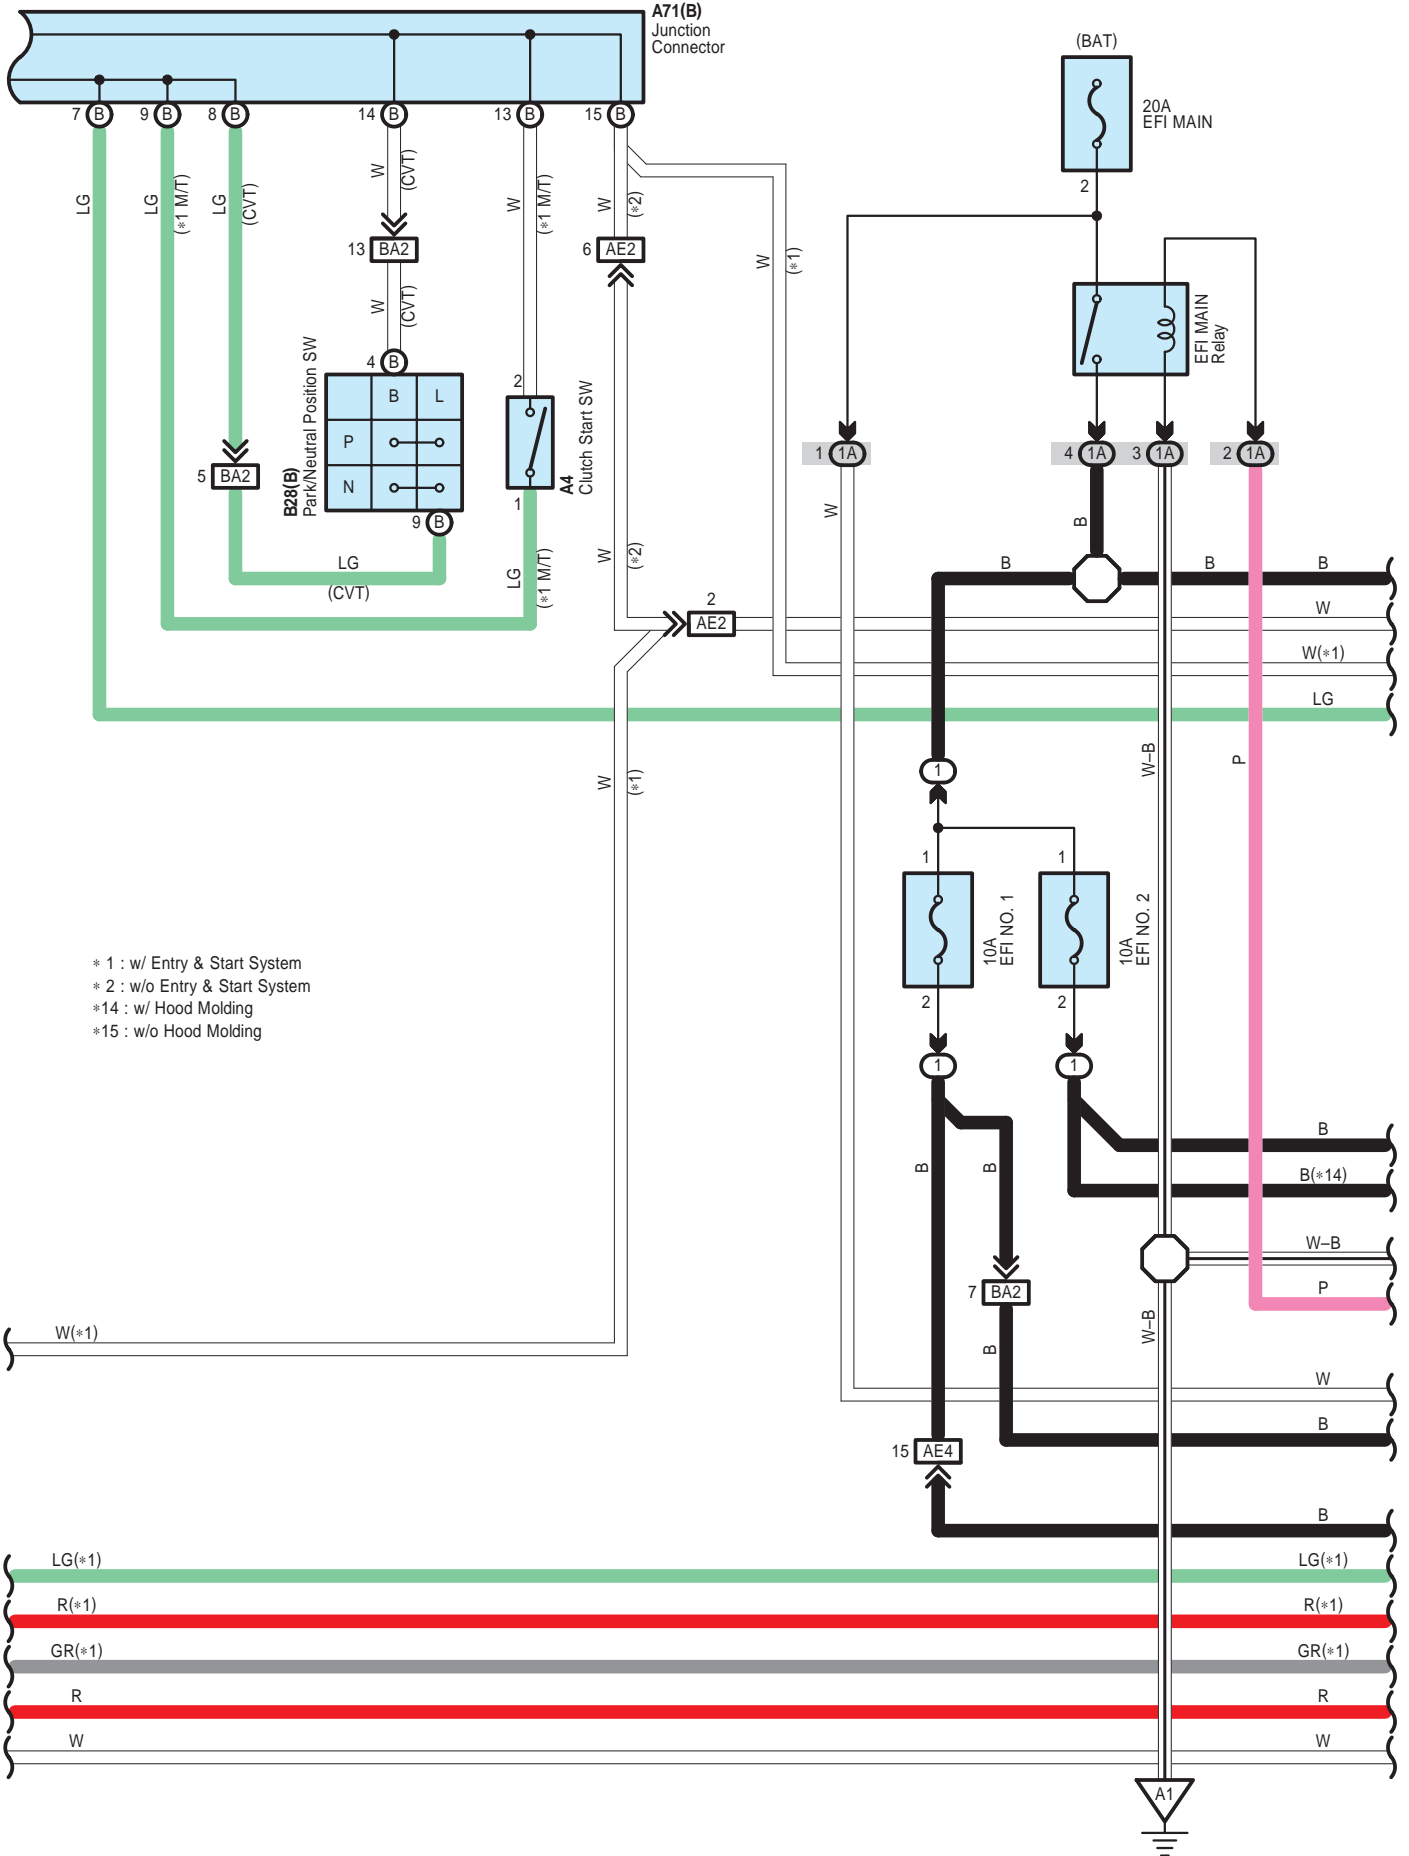 A71(B)
Junction
Connector
(BAT)
20A
EFI MAIN
7 B
9 B
8 B
14 B
13 B
15 B
2
LG
LG
(*1 M/T)
LG
(CVT)
W
(CVT)
W
(*1 M/T)
W
(*2)
W
(*1)
13 BA2
6 AE2
W
(CVT)
EFI MAIN
Relay
4 B
B28(B)
Park/Neutral Position SW
B L
P
N
9 B
2
1
A4
Clutch Start SW
5 BA2
1 1A
4 1A
3 1A
2 1A
W
B
LG
(CVT)
LG
(*1 M/T)
W
(*2)
2
AE2
B
B
B
W
W(*1)
LG
W
(*1)
W–B
P
1
1
1
10A
EFI NO. 1
10A
EFI NO. 2
2
2
1
1
* 1 : w/ Entry & Start System
* 2 : w/o Entry & Start System
*14 : w/ Hood Molding
*15 : w/o Hood Molding
B
B
B
B(*14)
W–B
P
7 BA2
W–B
B
W(*1)
W
B
15 AE4
B
LG(*1)
LG(*1)
R(*1)
R(*1)
GR(*1)
GR(*1)
R
R
W
W
A1